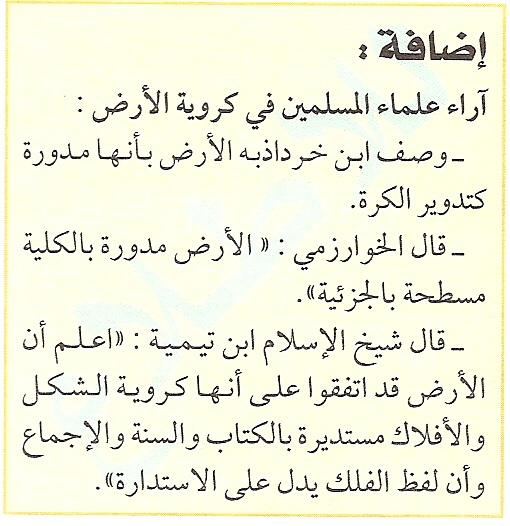 إضافة :
آراء علماء المسلمين في كروية الأرض :
ـ وصف ابن خرداذبه الأرض بأنها مدورة
كتدوير الكرة.
ـ قال الخوارزمي : « الأرض مدورة بالكلية
مسطحة بالجزئية».
ـ قال شيخ الإسلام ابن تيمية : «اعلم أن
الأرض قد اتفقوا على أنها كروية الشكل
والأفلاك مستديرة بالكتاب والسنة والإجماع
وأن لفظ الفلك يدل على الاستدارة».